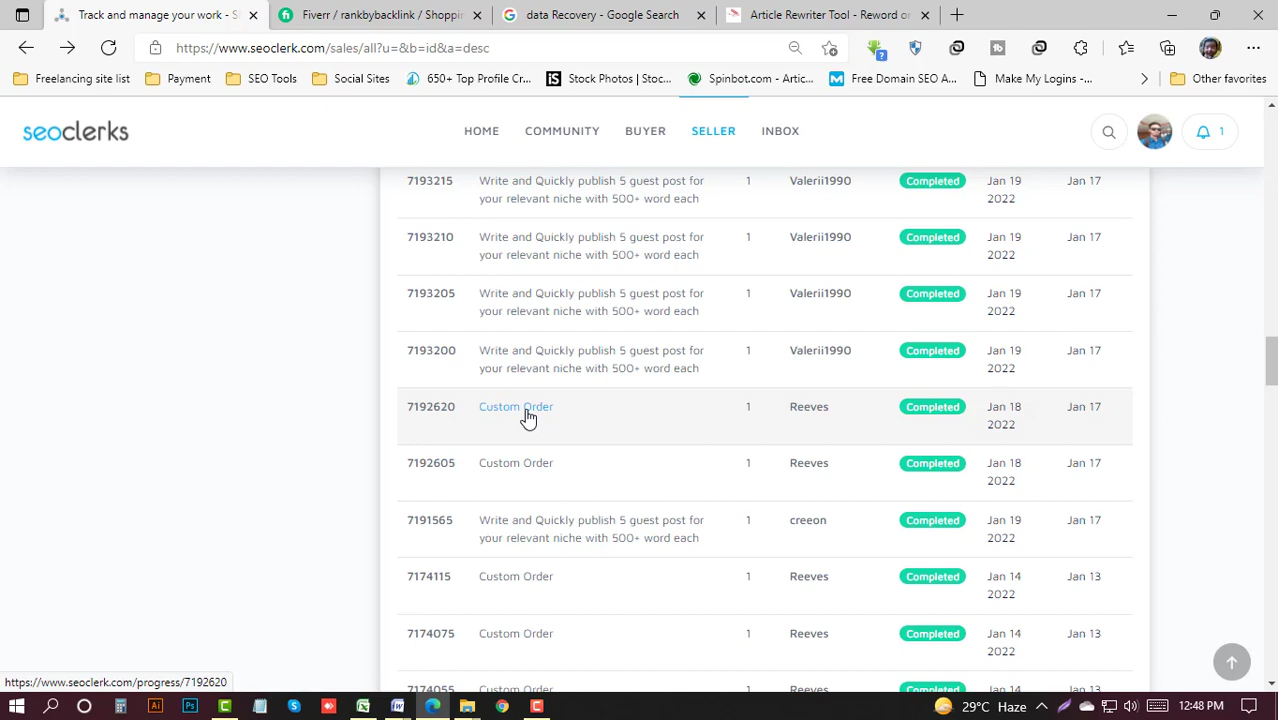 Track and manage your work - S
Fiverr / rankbybacklink / Shoppin
data Recovery - Google Search
Article Rewriter Tool - Reword or
https://www.seoclerk.com/sales/all?u=&b=id&a=desc
Freelancing site list
Payment
SEO Tools
Social Sites
650+ Top Profile Cr...
Stock Photos | Stoc...
Spinbot.com - Artic...
Free Domain SEO A...
Make My Logins -...
Other favorites
seoclerks
HOME
COMMUNITY
BUYER
SELLER
INBOX
1
7193215 Write and Quickly publish 5 guest post for 1 Valerii1990 Completed Jan 19 Jan 17
your relevant niche with 500+ word each 2022
7193210 Write and Quickly publish 5 guest post for 1 Valerii1990 Completed Jan 19 Jan 17
your relevant niche with 500+ word each 2022
7193205 Write and Quickly publish 5 guest post for 1 Valerii1990 Completed Jan 19 Jan 17
your relevant niche with 500+ word each 2022
7193200 Write and Quickly publish 5 guest post for 1 Valerii1990 Completed Jan 19 Jan 17
your relevant niche with 500+ word each 2022
7192620 Custom Order 1 Reeves Completed Jan 18 Jan 17
2022
7192605 Custom Order 1 Reeves Completed Jan 18 Jan 17
2022
7191565 Write and Quickly publish 5 guest post for 1 creeon Completed Jan 19 Jan 17
your relevant niche with 500+ word each 2022
7174115 Custom Order 1 Reeves Completed Jan 14 Jan 13
2022
7174075 Custom Order 1 Reeves Completed Jan 14 Jan 13
2022
7174055 Custom Order 1 Reeves Completed Jan 14 Jan 13
https://www.seoclerk.com/progress/7192620
29°C Haze
12:48 PM